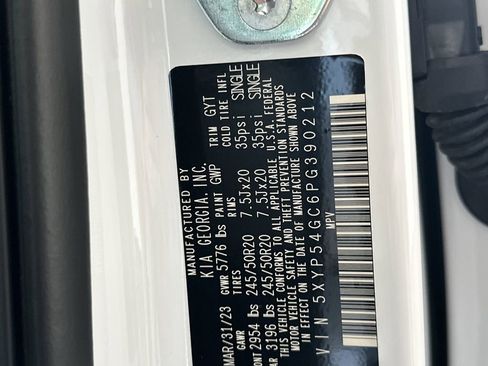 MANUFACTURED BY
KIA GEORGIA, INC.
MAR/31/23 GVWR 5776 lbs PAINT GWP TRIM GYT
GAWR TIRES RIMS COLD TIRE INFL
ONT 2954 lbs 245/50R20 7.5Jx20 35psi SINGLE
3196 lbs 245/50R20 7.5Jx20 35psi SINGLE
THIS VEHICLE CONFORMS TO ALL APPLICABLE U.S.A. FEDERAL
MOTOR VEHICLE SAFETY AND THEFT PREVENTION STANDARDS
IN EFFECT ON THE DATE OF MANUFACTURE SHOWN ABOVE
VIN 5XYP54GC6PG390212
MPV